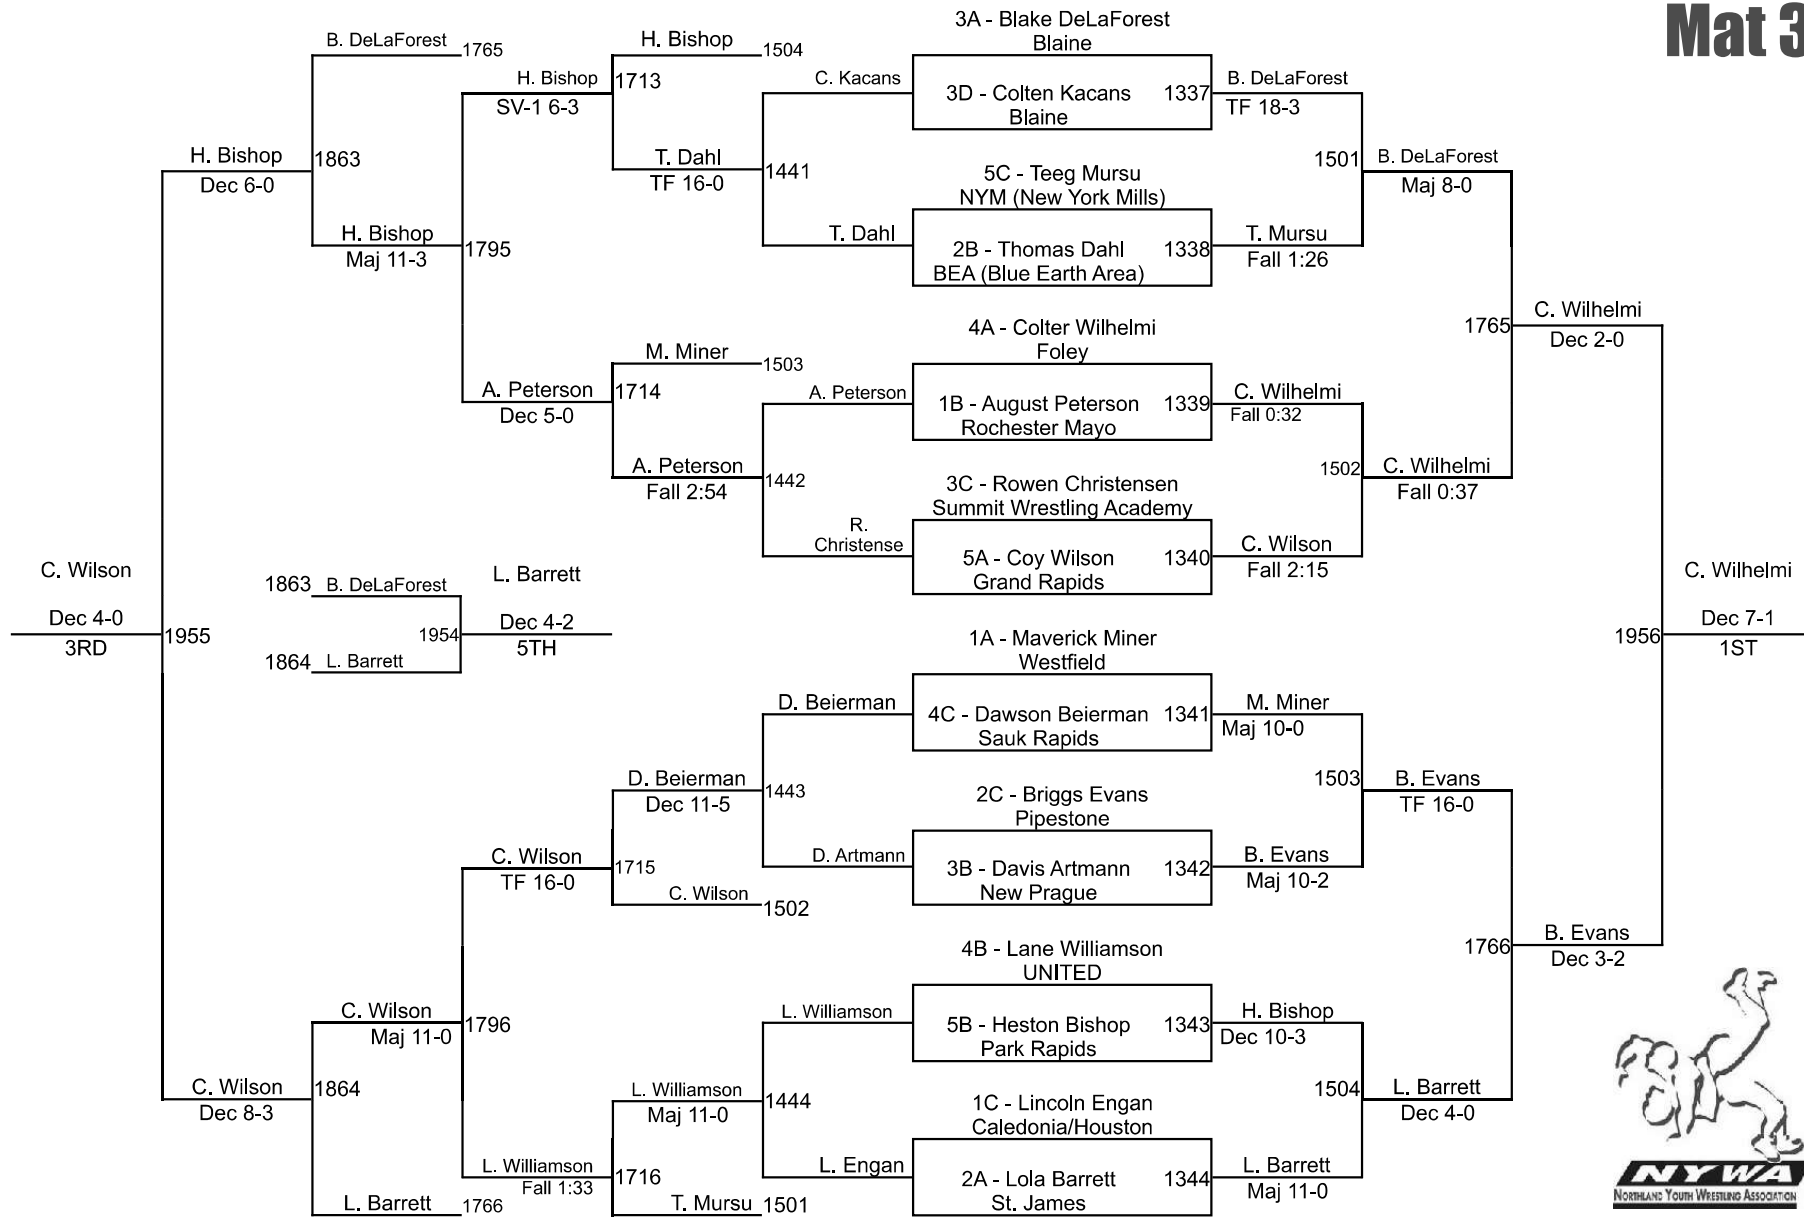 Mat 3
3A - Blake DeLaForest
Blaine
3D - Colten Kacans
Blaine
1337
5C - Teeg Mursu
NYM (New York Mills)
2B - Thomas Dahl
BEA (Blue Earth Area)
1338
4A - Colter Wilhelmi
Foley
1B - August Peterson
Rochester Mayo
1339
3C - Rowen Christensen
Summit Wrestling Academy
5A - Coy Wilson
Grand Rapids
1340
1A - Maverick Miner
Westfield
4C - Dawson Beierman
Sauk Rapids
1341
2C - Briggs Evans
Pipestone
3B - Davis Artmann
New Prague
1342
4B - Lane Williamson
UNITED
5B - Heston Bishop
Park Rapids
1343
1C - Lincoln Engan
Caledonia/Houston
2A - Lola Barrett
St. James
1344
B. DeLaForest
TF 18-3
1501
T. Mursu
Fall 1:26
C. Wilhelmi
Fall 0:32
1502
C. Wilson
Fall 2:15
M. Miner
Maj 10-0
1503
B. Evans
Maj 10-2
H. Bishop
Dec 10-3
1504
L. Barrett
Maj 11-0
B. DeLaForest
Maj 8-0
1765
C. Wilhelmi
Fall 0:37
B. Evans
TF 16-0
1766
L. Barrett
Dec 4-0
C. Wilhelmi
Dec 2-0
1956
B. Evans
Dec 3-2
C. Wilhelmi
Dec 7-1
1ST
C. Kacans
1441
T. Dahl
A. Peterson
1442
R.
Christense
D. Beierman
1443
D. Artmann
L. Williamson
1444
L. Engan
H. Bishop
1504
1713
T. Dahl
TF 16-0
M. Miner
1503
1714
A. Peterson
Fall 2:54
D. Beierman
Dec 11-5
1715
C. Wilson
1502
L. Williamson
Maj 11-0
1716
T. Mursu
1501
H. Bishop
SV-1 6-3
1795
A. Peterson
Dec 5-0
C. Wilson
TF 16-0
1796
L. Williamson
Fall 1:33
B. DeLaForest
1765
1863
H. Bishop
Maj 11-3
C. Wilson
Maj 11-0
1864
L. Barrett
1766
H. Bishop
Dec 6-0
1955
C. Wilson
Dec 8-3
C. Wilson
Dec 4-0
3RD
1863
B. DeLaForest
1954
1864
L. Barrett
L. Barrett
Dec 4-2
5TH
NYWA
NORTHLAND YOUTH WRESTLING ASSOCIATION